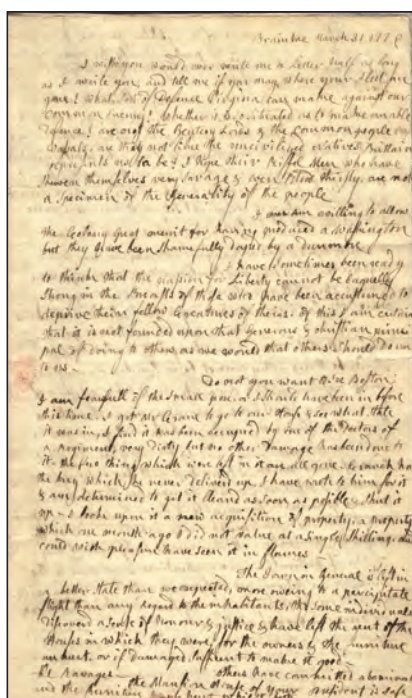 Braintree March 31 177
I wish you would ever write me a Letter half as long
as I write you; and tell me if you may where your Fleet are
gone? What sort of Defence Virginia can make against our
common Enemy? Whether it is so situated as to make an able
Defence? are not the Gentery Lords & the common people
vassals, are they not like the uncivilized Natives Brittain
represents us to be? I hope their Riffel Men who have
shewen themselves very savage & even Blood thirsty; are not
a specimen of the Generality of the people
I am willing to allow
the Colony great merrit for having produced a Washington
but they have been shamefully duped by a Dunmore
I have sometimes been ready
to think that the passion for Liberty cannot be Eaquelly
Strong in the Breasts of those who have been accustomed to
deprive their fellow Creatures of theirs. Of this I am certain
that it is not founded upon that Generous & christian princi
pal of doing to others as we would that others should do un
to us
Do not you want to see Boston
I am fearfull of the small pox, or I should have been in before
this time. I got Mr Crane to go to our House & see what state
it was in, I find it has been occupied by one of the Doctors of
a Regiment, very dirty but no other Damage has been done to
it. the few things which were left in it are all gone.
the key which he never deliverd up, I have wrote to him for it
& am determined to get it cleand as soon as posible & shut it
up - I look upon it a new acquisition of property, a property
which one month ago I did not value at a single Shilling, &
could with pleasure have seen it in flames
The Town in General is left in
a better state than we expected, more oweing to a percipitate
flight than any Regard to the inhabitants, tho some individuals
discoverd a sense of Honour & justice & have left the rent of the
Houses in which they were, for the owners & the furniture
unhurt, or if damaged suffisent to make it good -
others have committed abominable
Ravages. the Mansion House of your
and the furniture unhurt